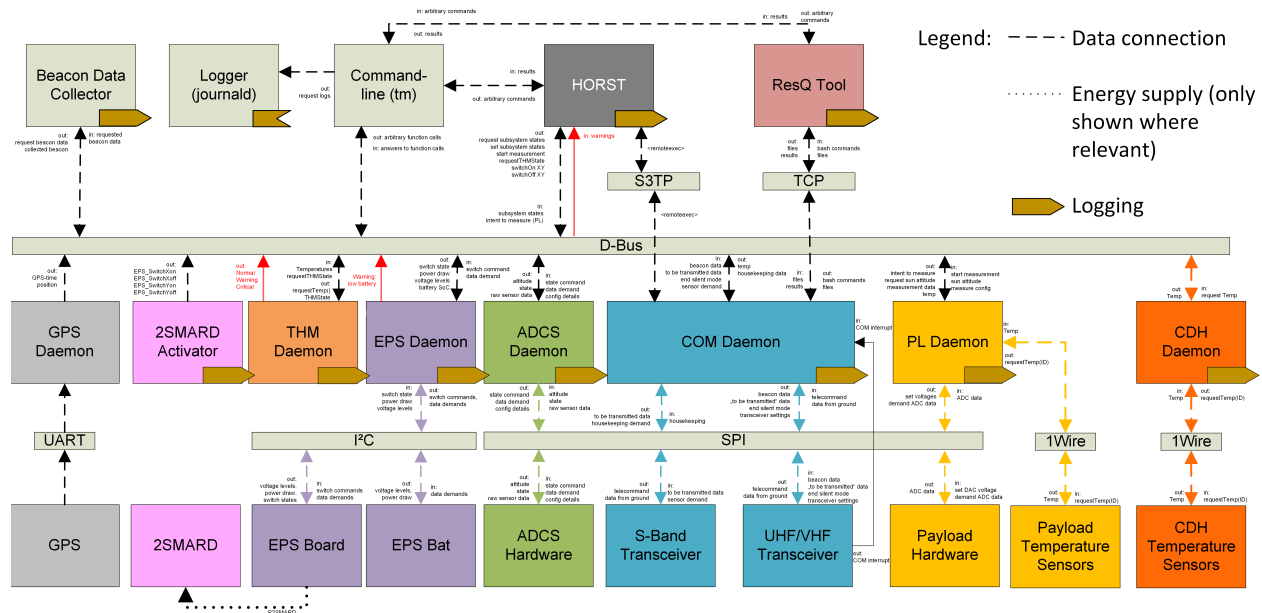 in: arbitrary commands
out: results
in: results
out: arbitrary
commands
Legend:
Data connection
Energy supply (only
shown where
relevant)
Logging
Beacon Data
Collector
Logger
(journald)
Command-
line (tm)
HORST
ResQ Tool
out:
request logs
in: results
out: arbitrary commands
out:
request beacon data
collected beacon
in: requested
beacon data
out: arbitrary function calls
in: answers to function calls
out:
request subsystem states
set subsystem states
start measurement
requestTHMState
switchOn XY
switchOff XY
in: warnings
in:
subsystem states
intent to measure (PL)
<remoteexec>
S3TP
<remoteexec>
out:
files
results
in:
bash commands
files
TCP
D-Bus
out:
GPS-time
position
out:
EPS_SwitchXon
EPS_SwitchXoff
EPS_SwitchYon
EPS_SwitchYoff
out:
Normal
Warning
Critical
in:
Temperatures
requestTHMState
out:
requestTemp()
THMState
Warning:
low battery
out:
switch state
power draw
voltage levels
battery SoC
in:
switch command
data demand
out:
attitude
state
raw sensor data
in:
state command
data demand
config details
in:
beacon data
to be transmitted data
end silent mode
sensor demand
out:
temp
housekeeping data
in:
files
results
out:
bash commands
files
out:
intent to measure
request sun attitude
measurement data
temp
in:
start measurement
sun attitude
measure config
out:
Temp
in:
request Temp
GPS
Daemon
2SMARD
Activator
THM
Daemon
EPS Daemon
ADCS
Daemon
COM Daemon
in:
COM interrupt
PL Daemon
in:
Temp
out:
requestTemp(ID)
CDH
Daemon
in:
switch state
power draw
voltage levels
out:
switch commands,
data demands
out:
state command
data demand
config details
in:
attitude
state
raw sensor data
out:
to be transmitted data
housekeeping demand
in:
housekeeping
out:
beacon data
„to be transmitted“ data
end silent mode
transceiver settings
in:
telecommand
data from ground
out:
set voltages
demand ADC data
in:
ADC data
in:
Temp
out:
requestTemp(ID)
UART
I²C
SPI
1Wire
1Wire
out:
voltage levels,
power draw,
switch states
in:
switch commands
data demands
out:
voltage levels,
power draw
in:
data demands
out:
attitude
state
raw sensor data
in:
state command
data demand
config details
out:
telecommand
data from ground
in:
to be transmitted data
sensor demand
out:
telecommand
data from ground
in:
beacon data
„to be transmitted“ data
end silent mode
transceiver settings
out:
ADC data
in:
set DAC voltage
demand ADC data
out:
Temp
in:
requestTemp(ID)
out:
Temp
in:
requestTemp(ID)
GPS
2SMARD
EPS Board
EPS Bat
ADCS
Hardware
S-Band
Transceiver
UHF/VHF
Transceiver
out:
COM interrupt
Payload
Hardware
Payload
Temperature
Sensors
CDH
Temperature
Sensors